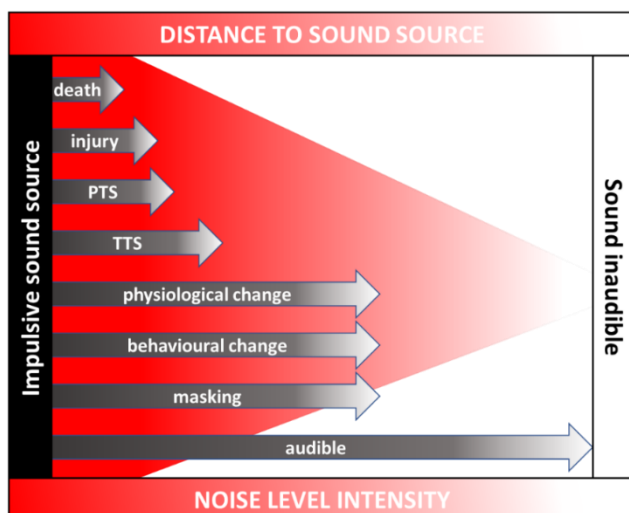 DISTANCE TO SOUND SOURCE
Impulsive sound source
death
injury
PTS
TTS
physiological change
behavioural change
masking
audible
Sound inaudible
NOISE LEVEL INTENSITY